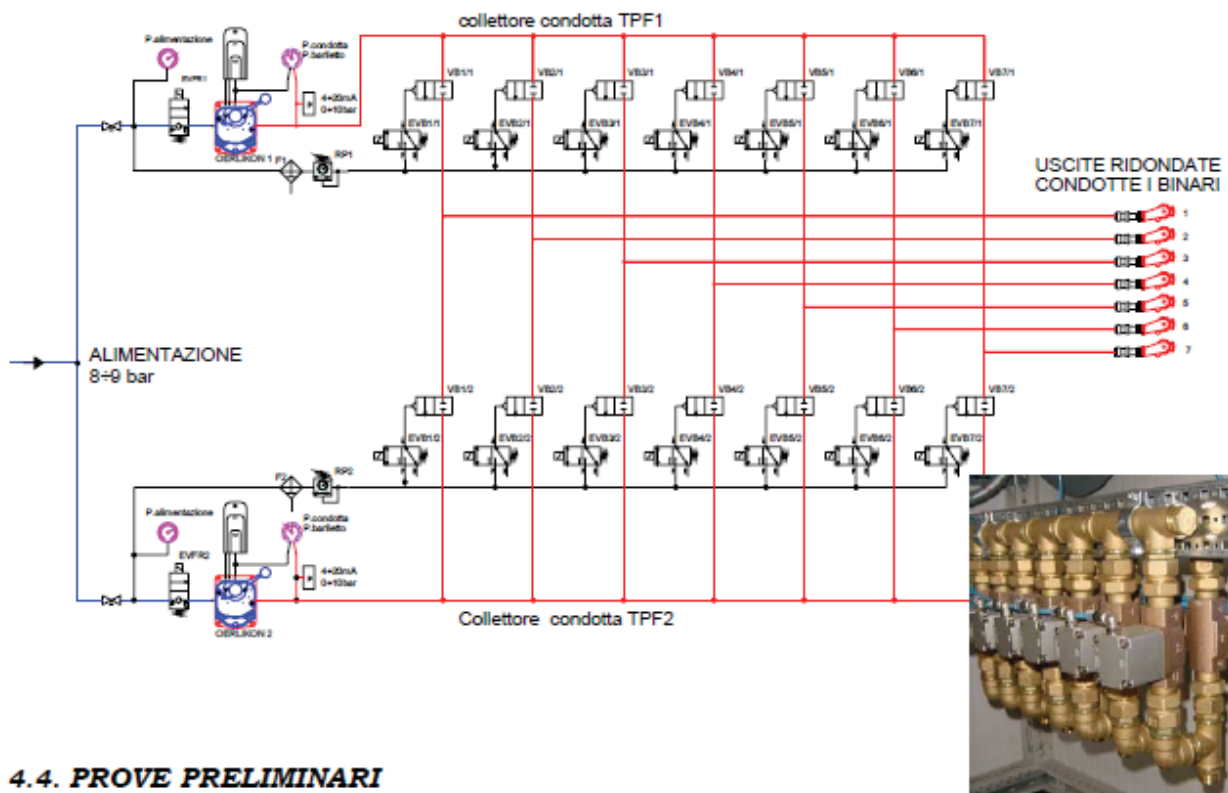 collettore condotta TPF1
P.alimentazione
P.condotta
P.bariletto
EVFR1
4÷20mA
0÷10bar
OERLIKON 1
F1
RP1
VB1/1
VB2/1
VB3/1
VB4/1
VB5/1
VB6/1
VB7/1
EVB1/1
EVB2/1
EVB3/1
EVB4/1
EVB5/1
EVB6/1
EVB7/1
USCITE RIDONDATE
CONDOTTE I BINARI
1
2
3
4
5
6
7
ALIMENTAZIONE
8÷9 bar
VB1/2
VB2/2
VB3/2
VB4/2
VB5/2
VB6/2
VB7/2
EVB1/2
EVB2/2
EVB3/2
EVB4/2
EVB5/2
EVB6/2
EVB7/2
F2
RP2
P.alimentazione
P.condotta
P.bariletto
EVFR2
4÷20mA
0÷10bar
OERLIKON 2
Collettore condotta TPF2
4.4. PROVE PRELIMINARI